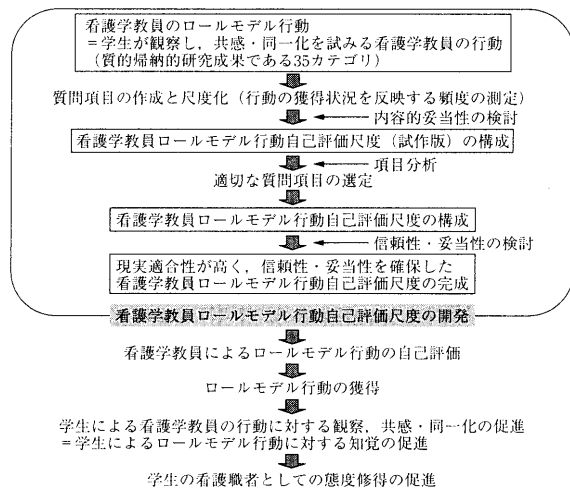 看護学教員のロールモデル行動
＝学生が観察し，共感・同一化を試みる看護学教員の行動
（質的帰納的研究成果である35カテゴリ）
質問項目の作成と尺度化（行動の獲得状況を反映する頻度の測定）
内容的妥当性の検討
看護学教員ロールモデル行動自己評価尺度（試作版）の構成
項目分析
適切な質問項目の選定
看護学教員ロールモデル行動自己評価尺度の構成
信頼性・妥当性の検討
現実適合性が高く，信頼性・妥当性を確保した
看護学教員ロールモデル行動自己評価尺度の完成
看護学教員ロールモデル行動自己評価尺度の開発
看護学教員によるロールモデル行動の自己評価
ロールモデル行動の獲得
学生による看護学教員の行動に対する観察，共感・同一化の促進
＝学生によるロールモデル行動に対する知覚の促進
学生の看護職者としての態度修得の促進